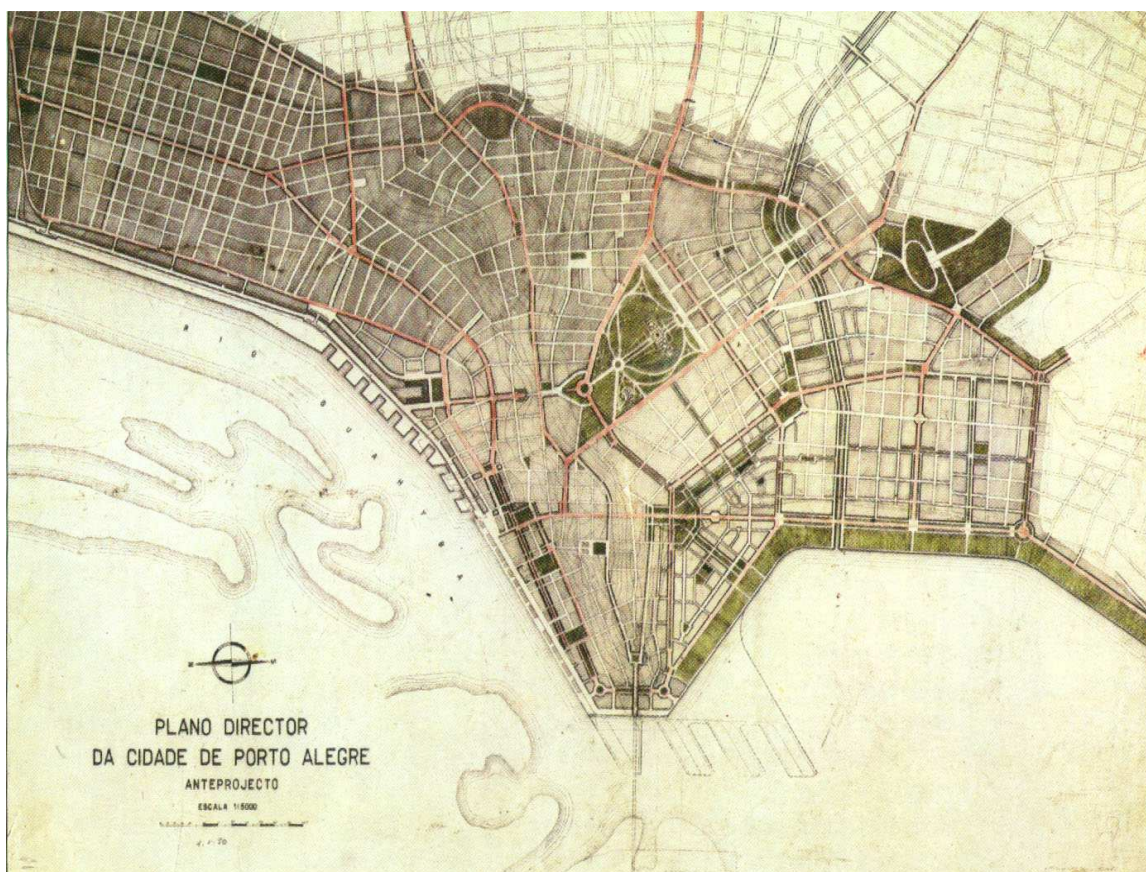 RIO GUAHYBA
N S
PLANO DIRECTOR
DA CIDADE DE PORTO ALEGRE
ANTEPROJECTO
ESCALA 1:5000